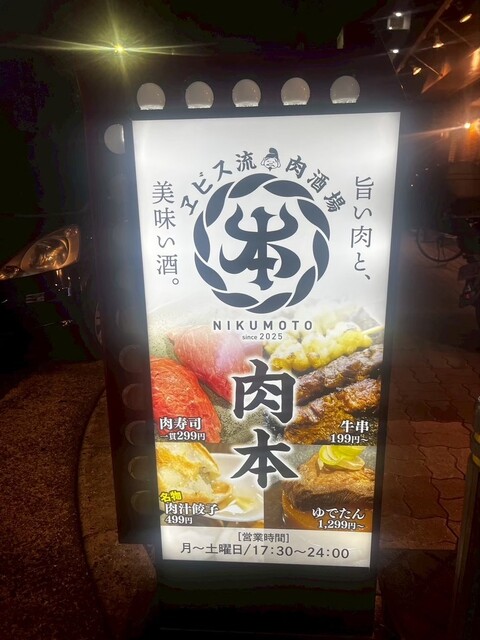 ヱビス流 肉酒場
旨い肉と、
美味い酒。
本
NIKUMOTO
since 2025
肉本
肉寿司
一貫299円
牛串
199円~
名物
肉汁餃子
499円
ゆでたん
1,299円~
[営業時間]
月~土曜日/17:30~24:00